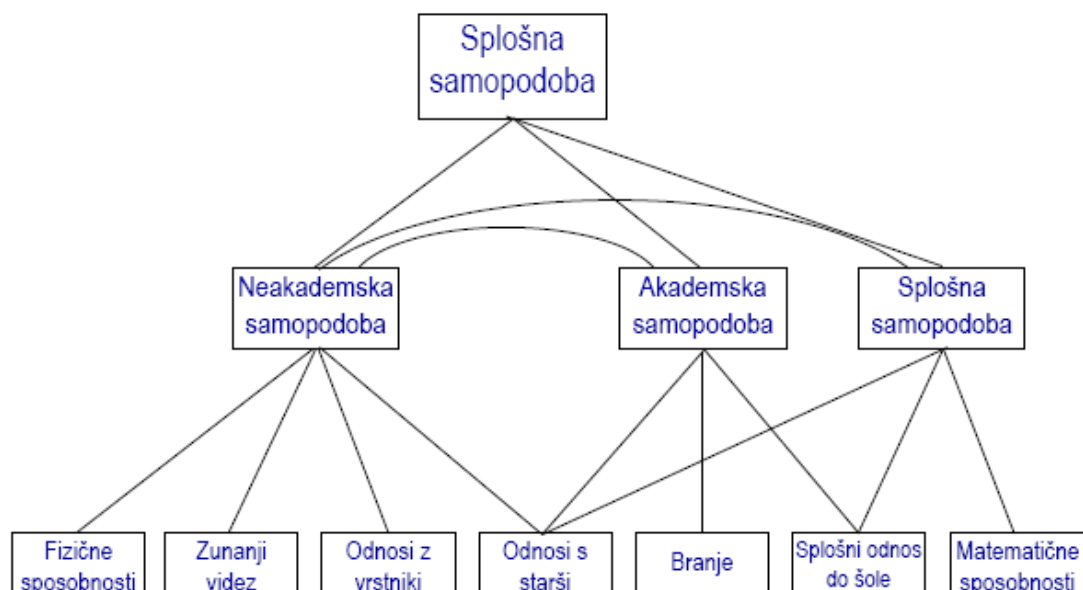 Splošna
samopodoba
Neakademska
samopodoba
Akademska
samopodoba
Splošna
samopodoba
Fizične
sposobnosti
Zunanji
videz
Odnosi z
vrstniki
Odnosi s
starši
Branje
Splošni odnos
do šole
Matematične
sposobnosti